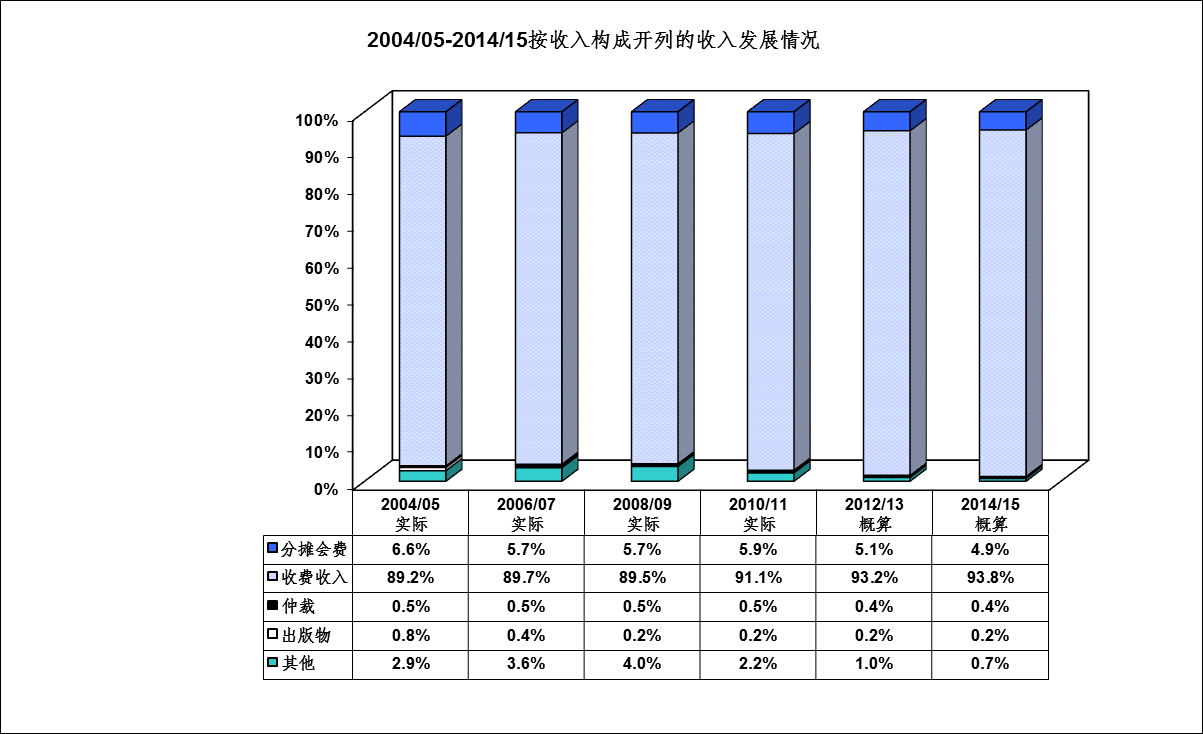 2004/05-2014/15按收入构成开列的收入发展情况
100%
90%
80%
70%
60%
50%
40%
30%
20%
10%
0%
2004/05 2006/07 2008/09 2010/11 2012/13 2014/15
实际 实际 实际 实际 概算 概算
分摊会费 6.6% 5.7% 5.7% 5.9% 5.1% 4.9%
收费收入 89.2% 89.7% 89.5% 91.1% 93.2% 93.8%
仲裁 0.5% 0.5% 0.5% 0.5% 0.4% 0.4%
出版物 0.8% 0.4% 0.2% 0.2% 0.2% 0.2%
其他 2.9% 3.6% 4.0% 2.2% 1.0% 0.7%